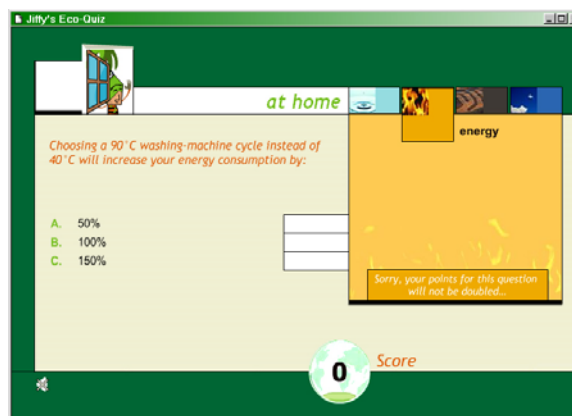 Jiffy's Eco-Quiz
at home
energy
Choosing a 90°C washing-machine cycle instead of
40°C will increase your energy consumption by:
A. 50%
B. 100%
C. 150%
Sorry, your points for this question
will not be doubled...
0 Score